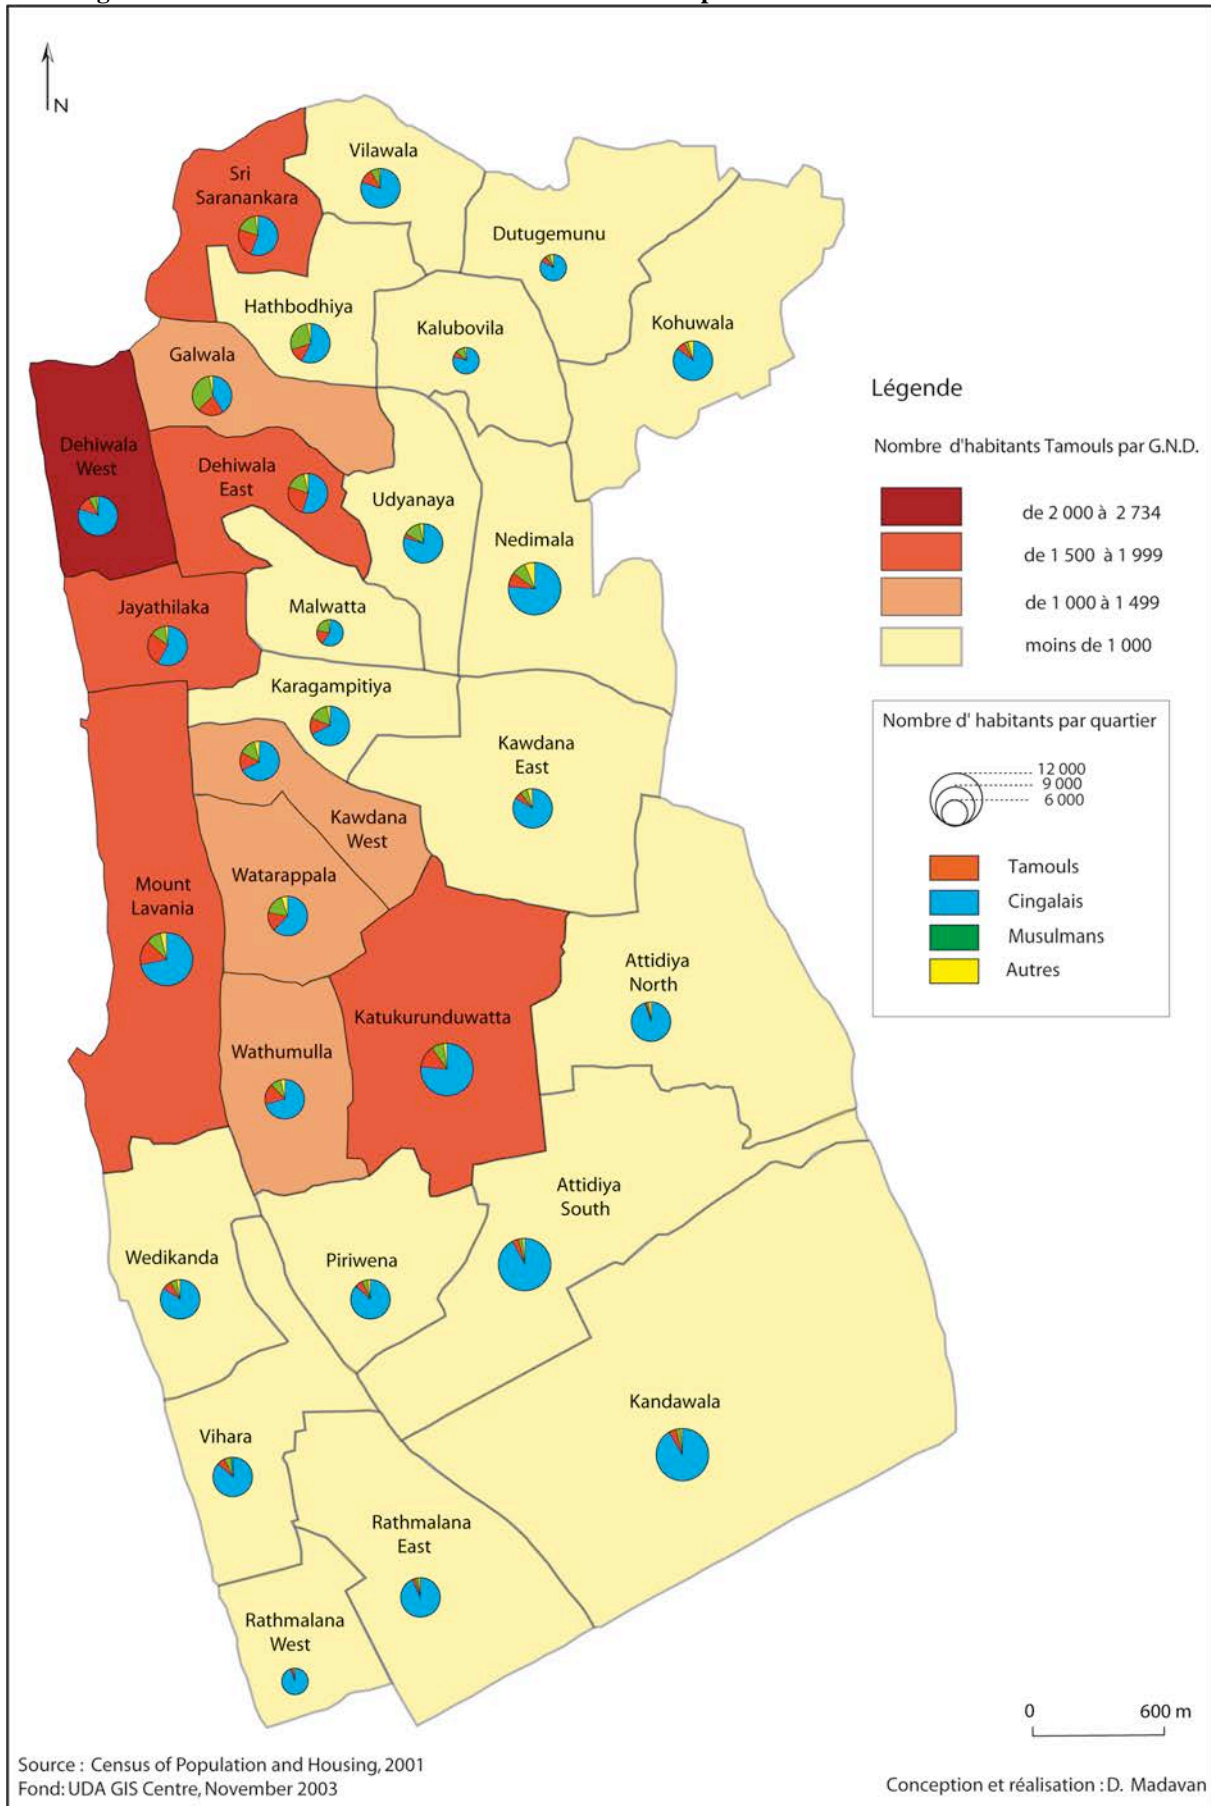 N
Vilawala
Sri
Saranankara
Dutugemunu
Hathbodhiya
Kalubovila
Kohuwala
Galwala
Dehiwala
West
Dehiwala
East
Udyanaya
Nedimala
Jayathilaka
Malwatta
Karagampitiya
Kawdana
East
Kawdana
West
Watarappala
Mount
Lavania
Attidiya
North
Katukurunduwatta
Wathumulla
Attidiya
South
Wedikanda
Piriwena
Kandawala
Vihara
Rathmalana
East
Rathmalana
West
Légende
Nombre d'habitants Tamouls par G.N.D.
de 2 000 à 2 734
de 1 500 à 1 999
de 1 000 à 1 499
moins de 1 000
Nombre d' habitants par quartier
12 000
9 000
6 000
Tamouls
Cingalais
Musulmans
Autres
0 600 m
Source : Census of Population and Housing, 2001
Fond: UDA GIS Centre, November 2003
Conception et réalisation : D. Madavan